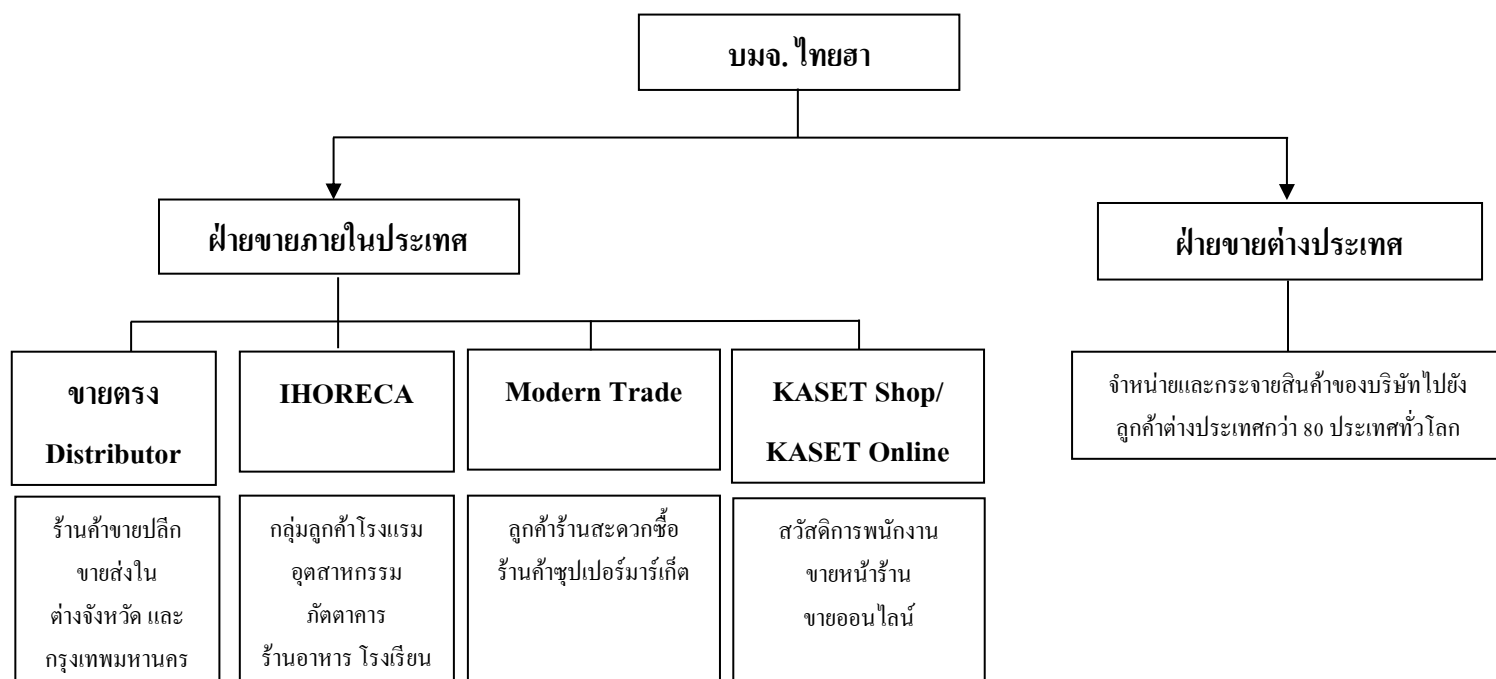 บมจ. ไทยฮา
ฝ่ายขายภายในประเทศ
ฝ่ายขายต่างประเทศ
ขายตรง
Distributor
IHORECA
Modern Trade
KASET Shop/
KASET Online
จำหน่ายและกระจายสินค้าของบริษัทไปยัง
ลูกค้าต่างประเทศกว่า 80 ประเทศทั่วโลก
ร้านค้าขายปลีก
ขายส่งใน
ต่างจังหวัด และ
กรุงเทพมหานคร
กลุ่มลูกค้าโรงแรม
อุตสาหกรรม
ภัตตาคาร
ร้านอาหาร โรงเรียน
ลูกค้าร้านสะดวกซื้อ
ร้านค้าซุปเปอร์มาร์เก็ต
สวัสดิการพนักงาน
ขายหน้าร้าน
ขายออนไลน์